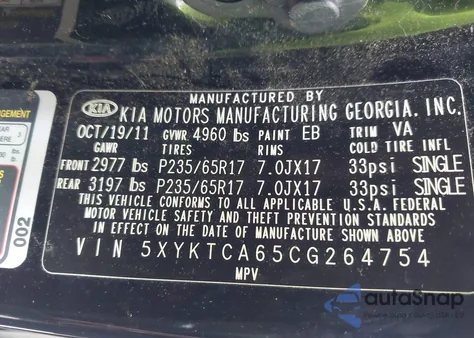 MANUFACTURED BY
KIA KIA MOTORS MANUFACTURING GEORGIA, INC.
OCT/19/11 GVWR 4960 lbs PAINT EB TRIM VA
GAWR TIRES RIMS COLD TIRE INFL
FRONT 2977 lbs P235/65R17 7.0JX17 33psi SINGLE
REAR 3197 lbs P235/65R17 7.0JX17 33psi SINGLE
THIS VEHICLE CONFORMS TO ALL APPLICABLE U.S.A. FEDERAL
MOTOR VEHICLE SAFETY AND THEFT PREVENTION STANDARDS
IN EFFECT ON THE DATE OF MANUFACTURE SHOWN ABOVE
VIN 5XYKTCA65CG264754
MPV
002
autoSnap